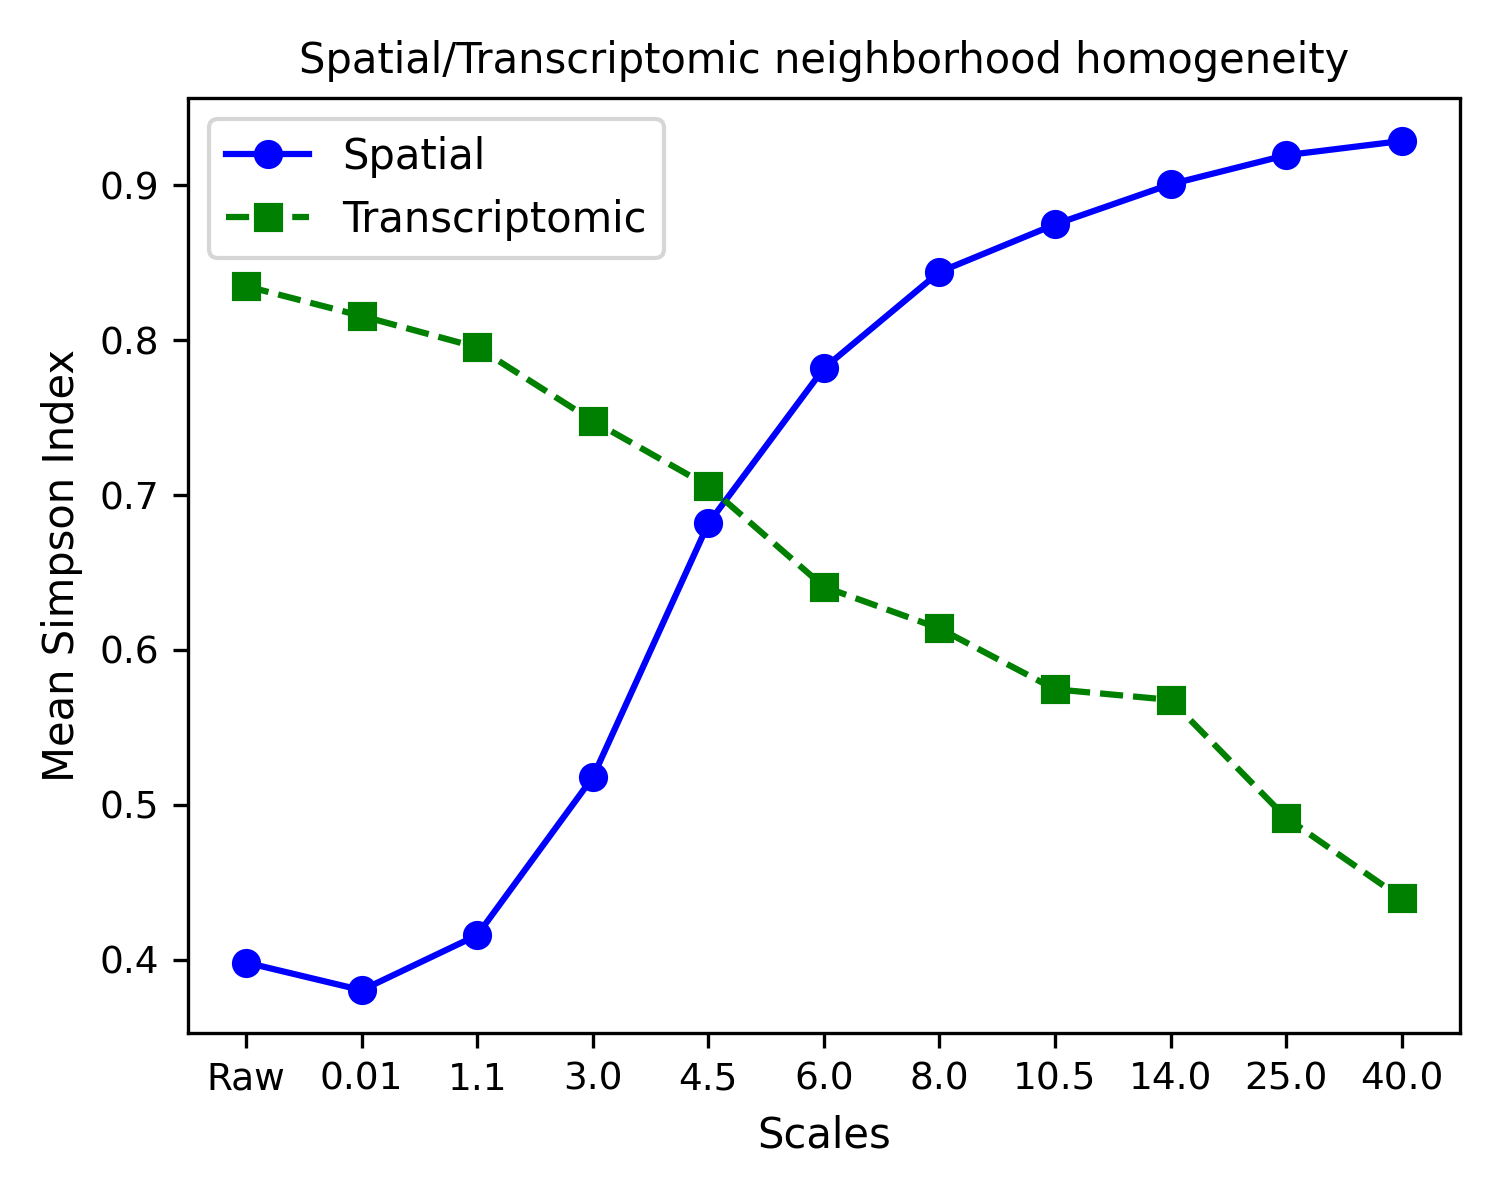 Spatial/Transcriptomic neighborhood homogeneity
Spatial
Transcriptomic
Mean Simpson Index
0.9
0.8
0.7
0.6
0.5
0.4
Raw 0.01 1.1 3.0 4.5 6.0 8.0 10.5 14.0 25.0 40.0
Scales